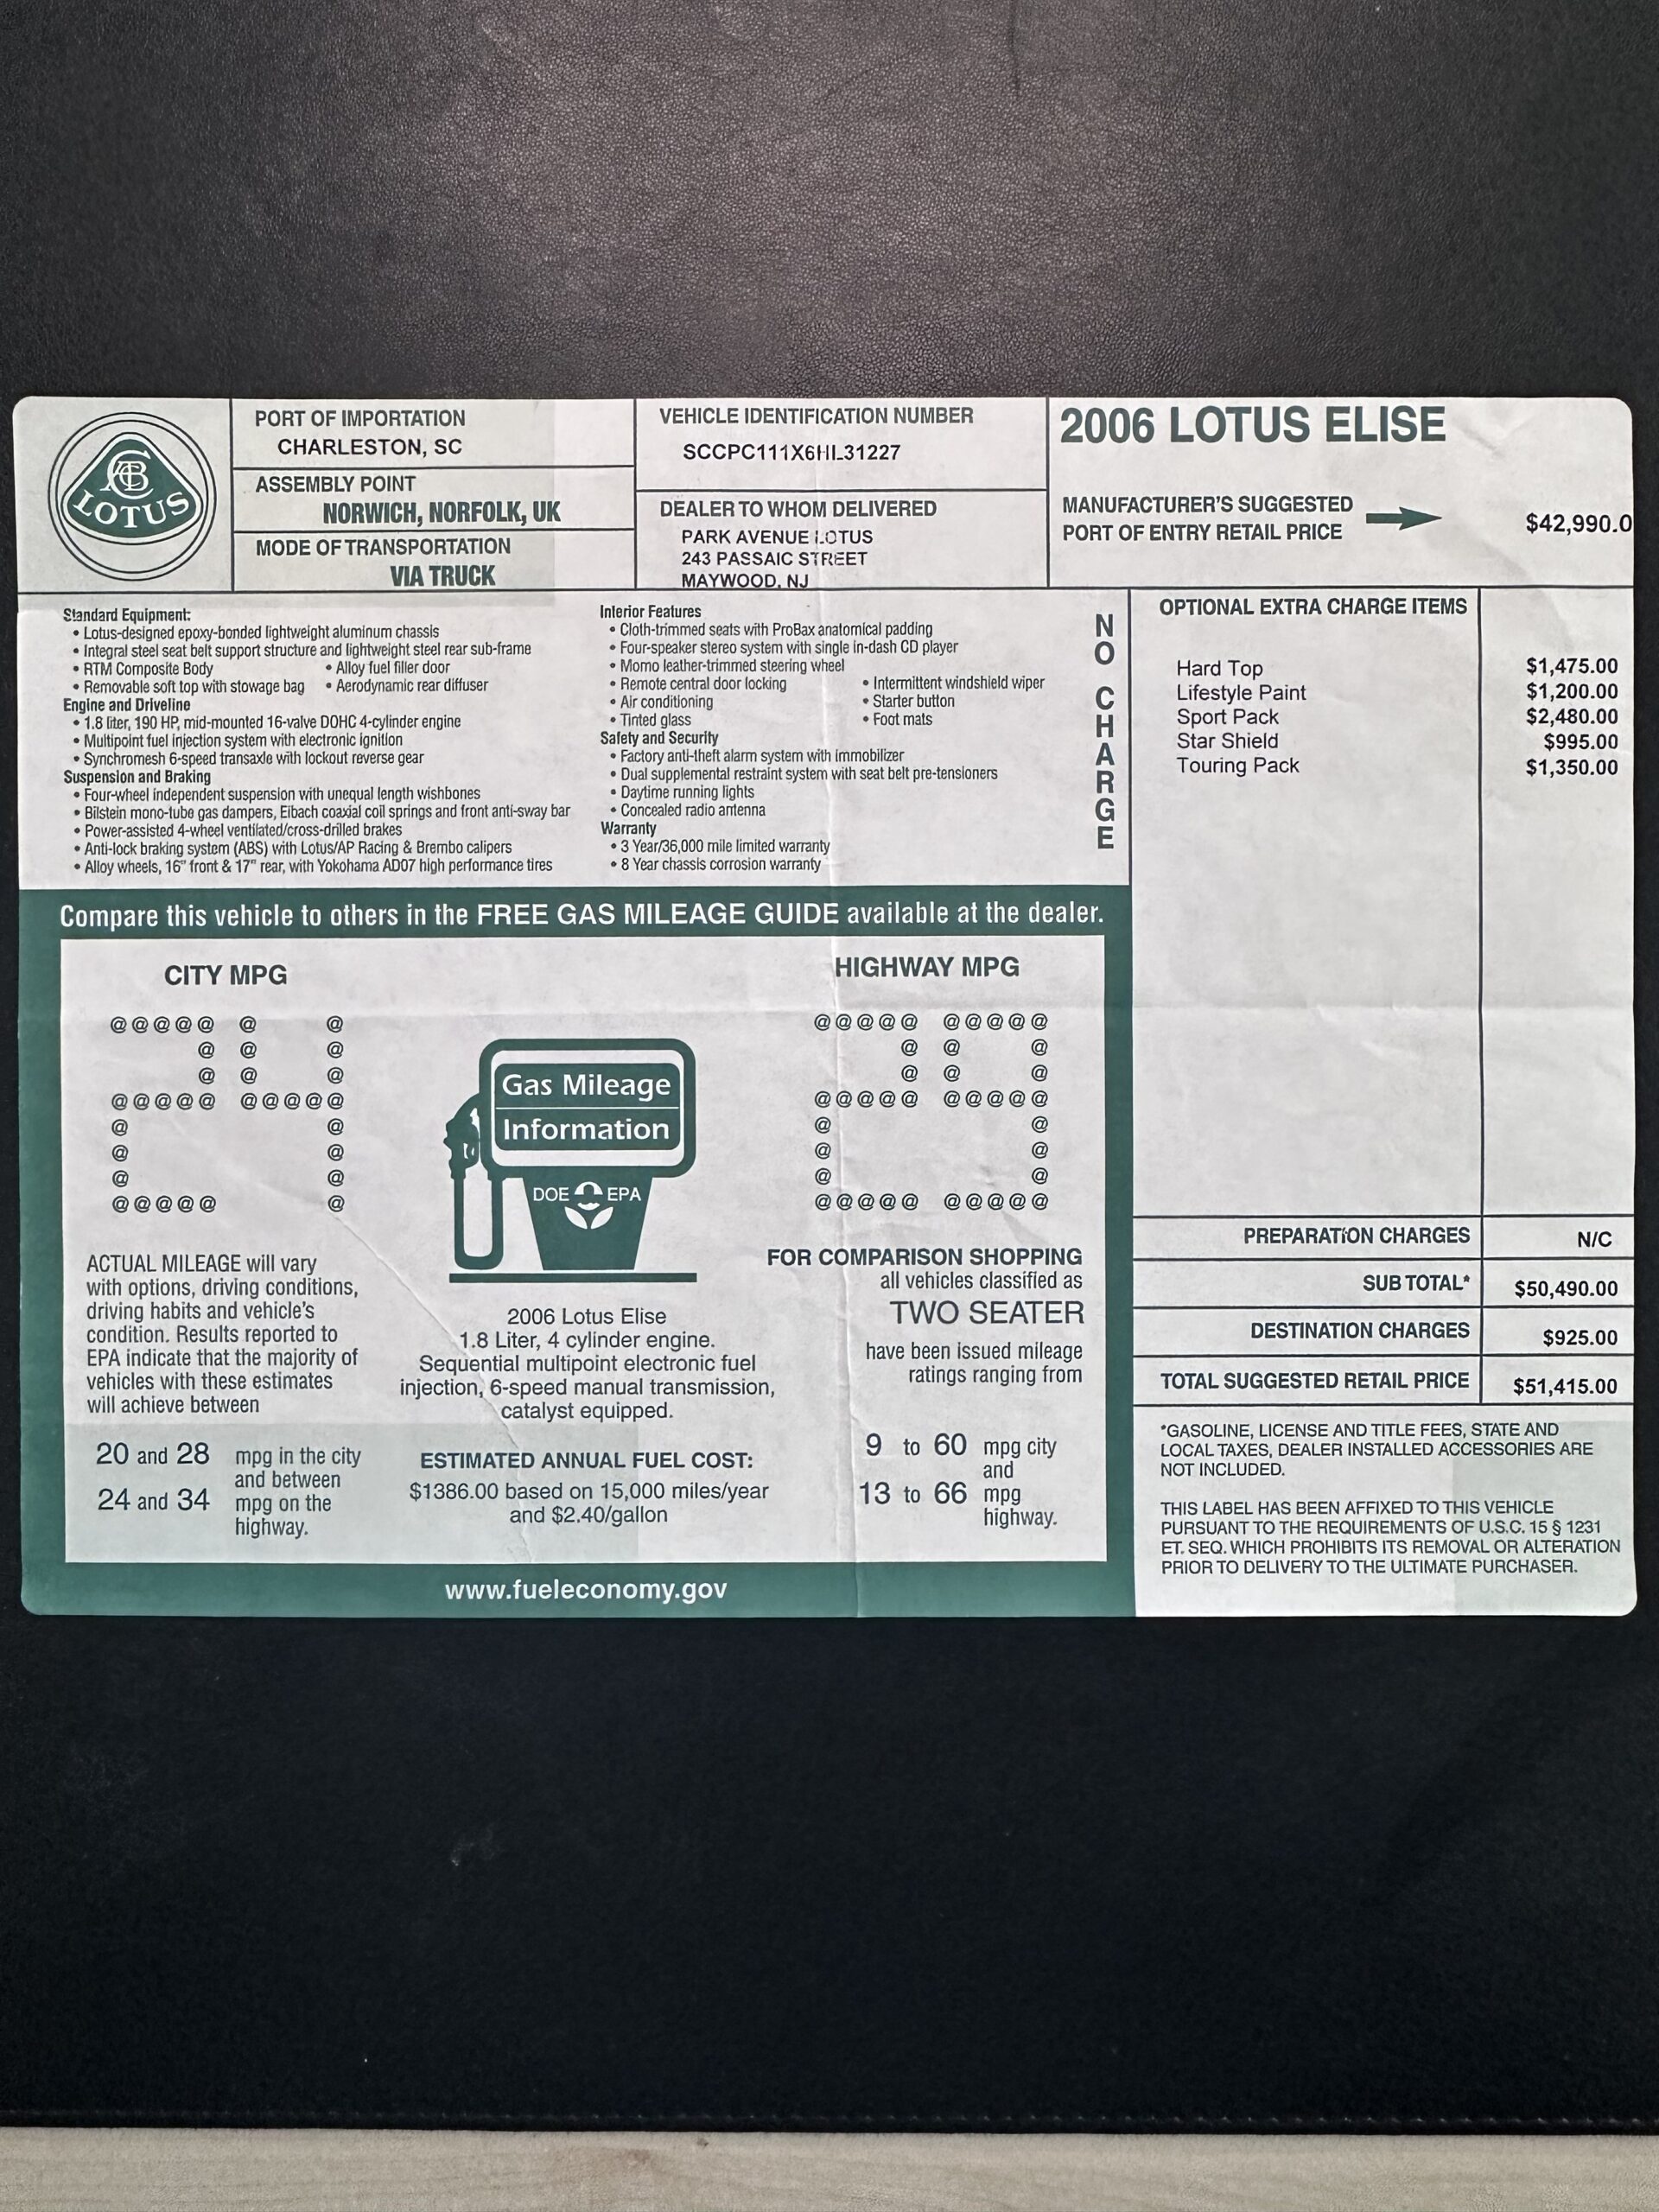 LOTUS
PORT OF IMPORTATION
CHARLESTON, SC
ASSEMBLY POINT
NORWICH, NORFOLK, UK
MODE OF TRANSPORTATION
VIA TRUCK
VEHICLE IDENTIFICATION NUMBER
SCCPC111X6HL31227
DEALER TO WHOM DELIVERED
PARK AVENUE LOTUS
243 PASSAIC STREET
MAYWOOD, NJ
2006 LOTUS ELISE
MANUFACTURER'S SUGGESTED
PORT OF ENTRY RETAIL PRICE
$42,990.0
Standard Equipment:
• Lotus-designed epoxy-bonded lightweight aluminum chassis
• Integral steel seat belt support structure and lightweight steel rear sub-frame
• RTM Composite Body • Alloy fuel filler door
• Removable soft top with stowage bag • Aerodynamic rear diffuser
Engine and Driveline
• 1.8 liter, 190 HP, mid-mounted 16-valve DOHC 4-cylinder engine
• Multipoint fuel injection system with electronic ignition
• Synchromesh 6-speed transaxle with lockout reverse gear
Suspension and Braking
• Four-wheel independent suspension with unequal length wishbones
• Bilstein mono-tube gas dampers, Eibach coaxial coil springs and front anti-sway bar
• Power-assisted 4-wheel ventilated/cross-drilled brakes
• Anti-lock braking system (ABS) with Lotus/AP Racing & Brembo calipers
• Alloy wheels, 16" front & 17" rear, with Yokohama AD07 high performance tires
Interior Features
• Cloth-trimmed seats with ProBax anatomical padding
• Four-speaker stereo system with single in-dash CD player
• Momo leather-trimmed steering wheel
• Remote central door locking • Intermittent windshield wiper
• Air conditioning • Starter button
• Tinted glass • Foot mats
Safety and Security
• Factory anti-theft alarm system with immobilizer
• Dual supplemental restraint system with seat belt pre-tensioners
• Daytime running lights
• Concealed radio antenna
Warranty
• 3 Year/36,000 mile limited warranty
• 8 Year chassis corrosion warranty
NO CHARGE
OPTIONAL EXTRA CHARGE ITEMS
Hard Top $1,475.00
Lifestyle Paint $1,200.00
Sport Pack $2,480.00
Star Shield $995.00
Touring Pack $1,350.00
PREPARATION CHARGES N/C
SUB TOTAL* $50,490.00
DESTINATION CHARGES $925.00
TOTAL SUGGESTED RETAIL PRICE $51,415.00
*GASOLINE, LICENSE AND TITLE FEES, STATE AND
LOCAL TAXES, DEALER INSTALLED ACCESSORIES ARE
NOT INCLUDED.
THIS LABEL HAS BEEN AFFIXED TO THIS VEHICLE
PURSUANT TO THE REQUIREMENTS OF U.S.C. 15 § 1231
ET. SEQ. WHICH PROHIBITS ITS REMOVAL OR ALTERATION
PRIOR TO DELIVERY TO THE ULTIMATE PURCHASER.
Compare this vehicle to others in the FREE GAS MILEAGE GUIDE available at the dealer.
CITY MPG
24
ACTUAL MILEAGE will vary
with options, driving conditions,
driving habits and vehicle's
condition. Results reported to
EPA indicate that the majority of
vehicles with these estimates
will achieve between
20 and 28 mpg in the city
and between
24 and 34 mpg on the
highway.
Gas Mileage
Information
DOE EPA
2006 Lotus Elise
1.8 Liter, 4 cylinder engine.
Sequential multipoint electronic fuel
injection, 6-speed manual transmission,
catalyst equipped.
ESTIMATED ANNUAL FUEL COST:
$1386.00 based on 15,000 miles/year
and $2.40/gallon
HIGHWAY MPG
29
FOR COMPARISON SHOPPING
all vehicles classified as
TWO SEATER
have been issued mileage
ratings ranging from
9 to 60 mpg city
and
13 to 66 mpg
highway.
www.fueleconomy.gov